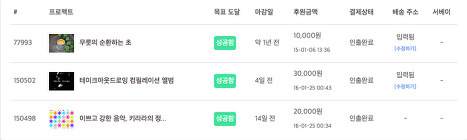 # 프로젝트 목표 도달 마감일 후원금액 결제상태 배송 주소 서베이
77993 무릇의 순환하는 초 성공함 약 1년 전 10,000원 인출완료 입력됨 -
15-01-06 13:36 (수정하기)
150502 테이크아웃드로잉 컴필레이션 앨범 성공함 4일 전 30,000원 인출완료 입력됨 -
16-01-25 00:43 (수정하기)
150498 이쁘고 강한 음악, 키라라의 정... 성공함 14일 전 20,000원 인출완료 - -
16-01-25 00:34